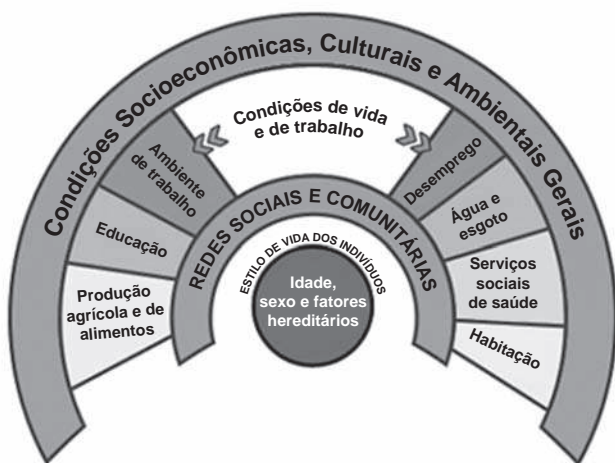 Condições Socioeconômicas, Culturais e Ambientais Gerais
Condições de vida
e de trabalho
Ambiente
de trabalho
Desemprego
Educação
Água e
esgoto
Produção
agrícola e de
alimentos
Serviços
sociais
de saúde
Habitação
REDES SOCIAIS E COMUNITÁRIAS
ESTILO DE VIDA DOS INDIVÍDUOS
Idade,
sexo e fatores
hereditários